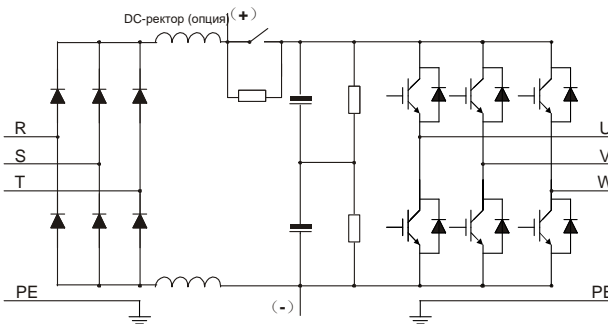 DC-ректор (опция)
(+)
R
S
T
PE
U
V
W
PE
(-)